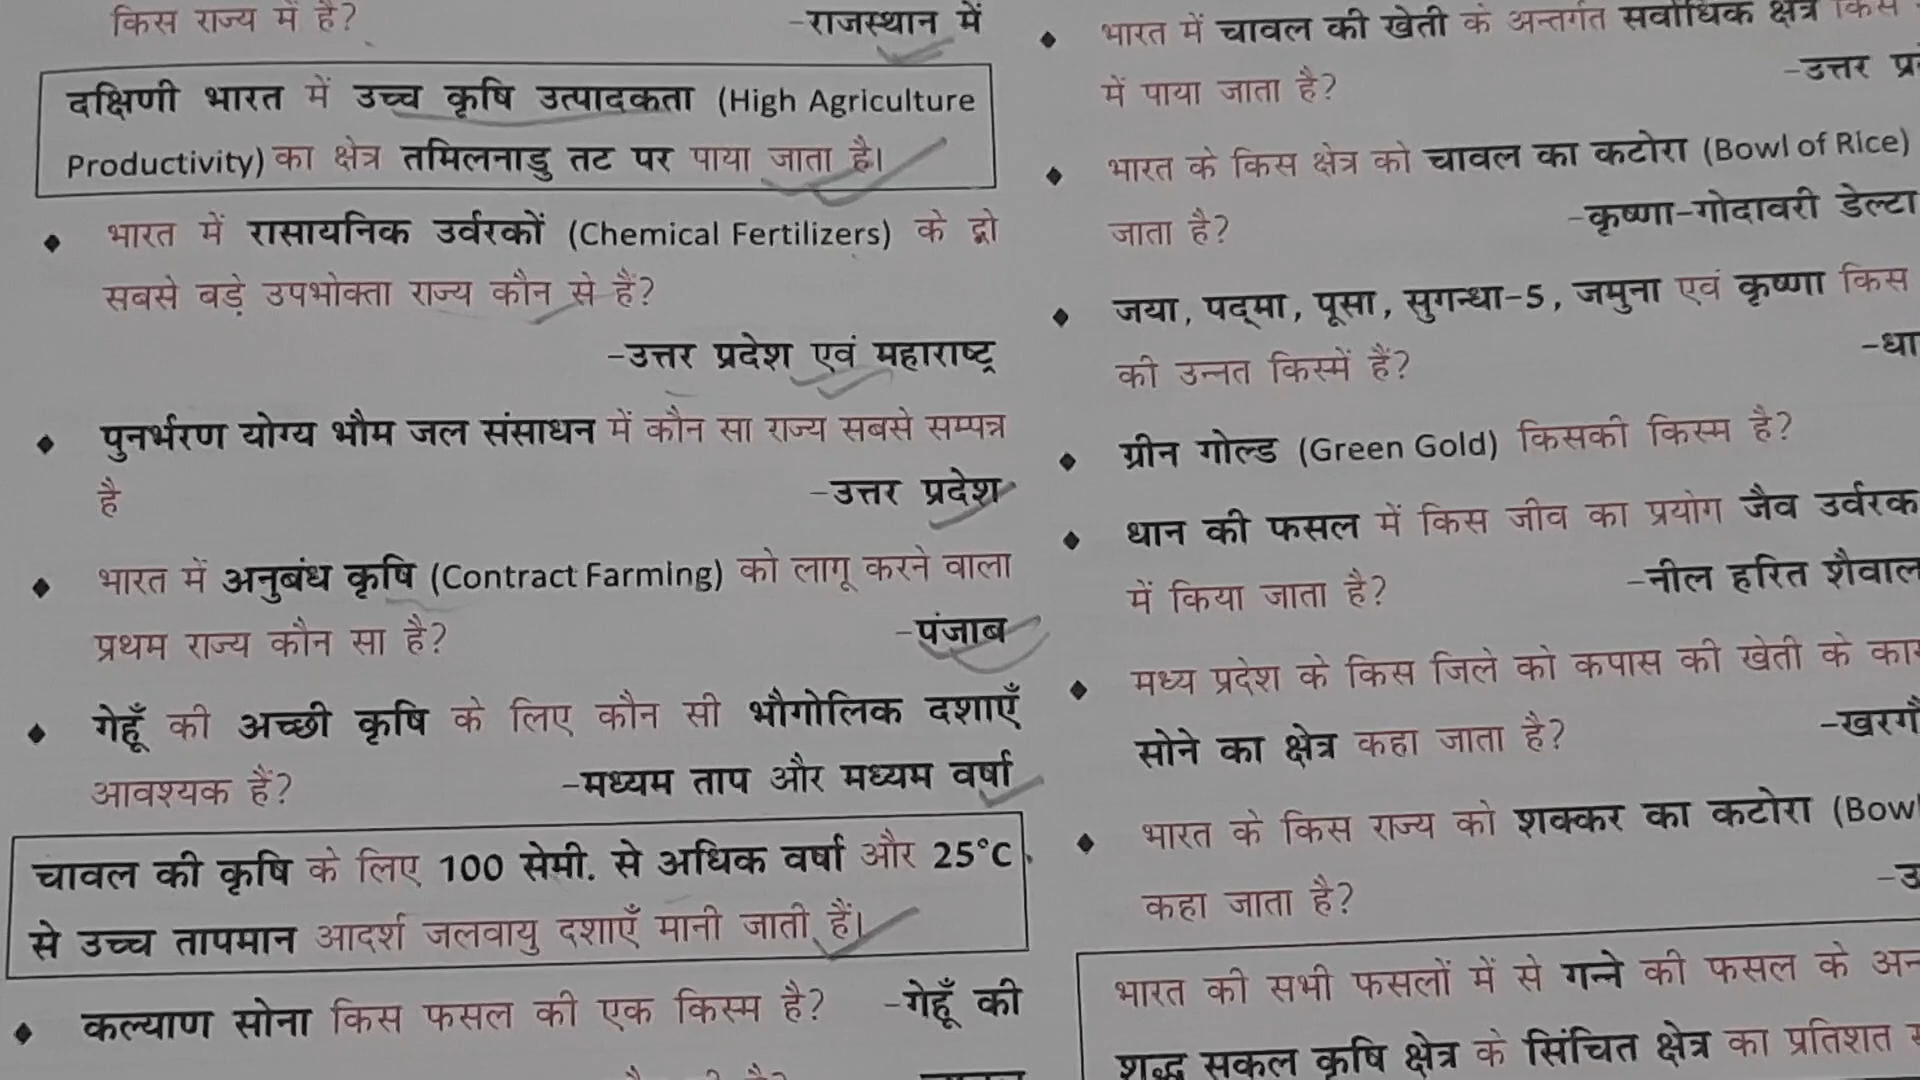 किस राज्य में है? -राजस्थान में
दक्षिणी भारत में उच्च कृषि उत्पादकता (High Agriculture
Productivity) का क्षेत्र तमिलनाडु तट पर पाया जाता है।
◆ भारत में रासायनिक उर्वरकों (Chemical Fertilizers) के दो
सबसे बड़े उपभोक्ता राज्य कौन से हैं?
-उत्तर प्रदेश एवं महाराष्ट्र
◆ पुनर्भरण योग्य भौम जल संसाधन में कौन सा राज्य सबसे सम्पन्न
है -उत्तर प्रदेश
◆ भारत में अनुबंध कृषि (Contract Farming) को लागू करने वाला
प्रथम राज्य कौन सा है? -पंजाब
◆ गेहूँ की अच्छी कृषि के लिए कौन सी भौगोलिक दशाएँ
आवश्यक हैं? -मध्यम ताप और मध्यम वर्षा
चावल की कृषि के लिए 100 सेमी. से अधिक वर्षा और 25°C
से उच्च तापमान आदर्श जलवायु दशाएँ मानी जाती हैं।
◆ कल्याण सोना किस फसल की एक किस्म है? -गेहूँ की
◆ भारत में चावल की खेती के अन्तर्गत सर्वाधिक क्षेत्र किस
-उत्तर
में पाया जाता है?
◆ भारत के किस क्षेत्र को चावल का कटोरा (Bowl of Rice)
-कृष्णा-गोदावरी डेल्टा
जाता है?
◆ जया, पद्मा, पूसा, सुगन्धा-5, जमुना एवं कृष्णा किस
की उन्नत किस्में हैं?
◆ ग्रीन गोल्ड (Green Gold) किसकी किस्म है?
◆ धान की फसल में किस जीव का प्रयोग जैव उर्वरक
में किया जाता है? -नील हरित शैवाल
◆ मध्य प्रदेश के किस जिले को कपास की खेती के
सोने का क्षेत्र कहा जाता है?
◆ भारत के किस राज्य को शक्कर का कटोरा (Bowl
कहा जाता है?
भारत की सभी फसलों में से गन्ने की फसल के
शुद्ध सकल कृषि क्षेत्र के सिंचित क्षेत्र का प्रतिशत